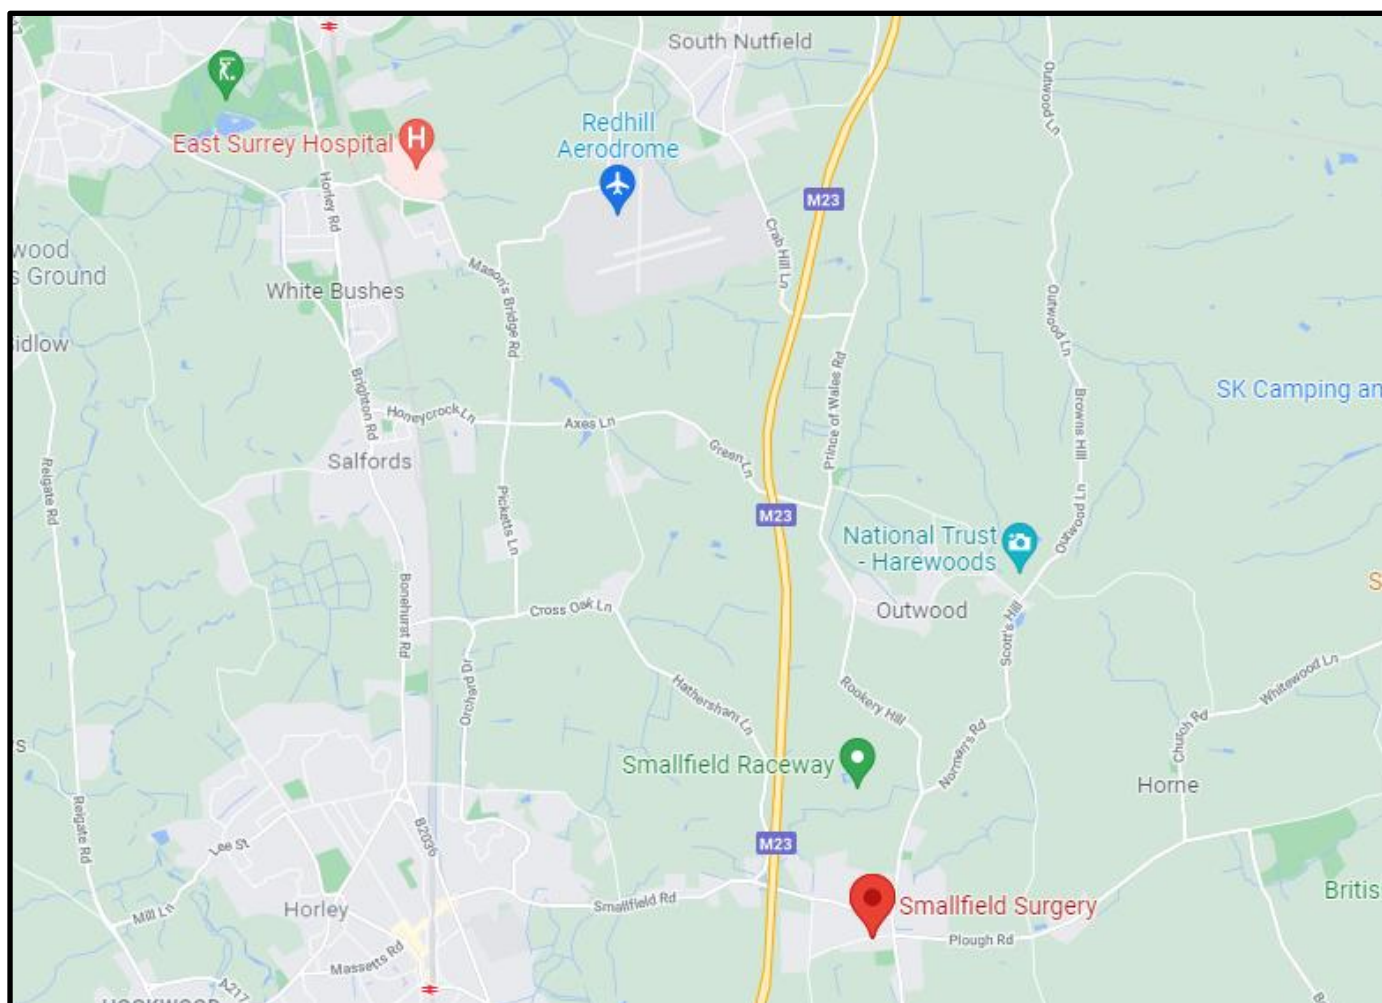 South Nutfield
East Surrey Hospital
H
Redhill
Aerodrome
M23
Outwood Ln
Horley Rd
Crab Hill Ln
wood
s Ground
White Bushes
Mason's Bridge Rd
Outwood Ln
idlow
Brighton Rd
Prince of Wales Rd
SK Camping an
Browns Hill
Honeycrock Ln
Axes Ln
Green Ln
Salfords
Reigate Rd
Picketts Ln
M23
Outwood Ln
National Trust
- Harewoods
S
Bonehurst Rd
Cross Oak Ln
Outwood
Scott's Hill
Orchard Dr
Hathersham Ln
Rookery Hill
Whitewood Ln
Church Rd
Norman's Rd
Smallfield Raceway
Horne
Reigate Rd
B2036
Lee St
M23
Mill Ln
Horley
Smallfield Rd
Smallfield Surgery
Britis
Plough Rd
Massetts Rd
A217
HOOKWOOD